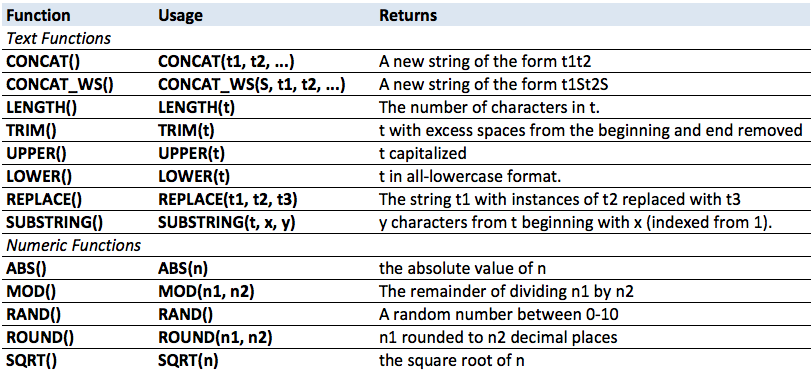 Function Usage Returns
Text Functions
CONCAT() CONCAT(t1, t2, ...) A new string of the form t1t2
CONCAT_WS() CONCAT_WS(S, t1, t2, ...) A new string of the form t1St2S
LENGTH() LENGTH(t) The number of characters in t.
TRIM() TRIM(t) t with excess spaces from the beginning and end removed
UPPER() UPPER(t) t capitalized
LOWER() LOWER(t) t in all-lowercase format.
REPLACE() REPLACE(t1, t2, t3) The string t1 with instances of t2 replaced with t3
SUBSTRING() SUBSTRING(t, x, y) y characters from t beginning with x (indexed from 1).
Numeric Functions
ABS() ABS(n) the absolute value of n
MOD() MOD(n1, n2) The remainder of dividing n1 by n2
RAND() RAND() A random number between 0-10
ROUND() ROUND(n1, n2) n1 rounded to n2 decimal places
SQRT() SQRT(n) the square root of n